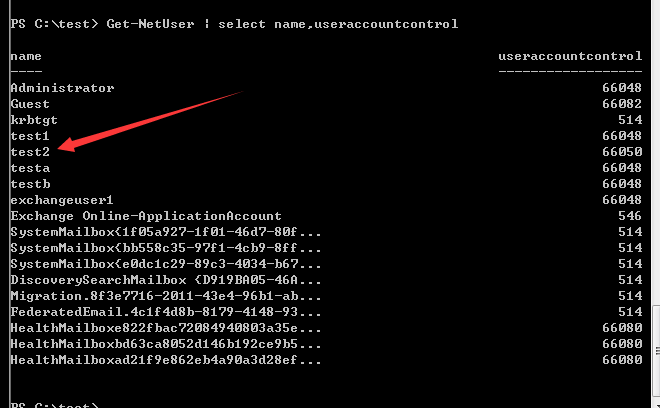 PS C:\test> Get-NetUser | select name,useraccountcontrol
name useraccountcontrol
---- ------------------
Administrator 66048
Guest 66082
krbtgt 514
test1 66048
test2 66050
testa 66048
testb 66048
exchangeuser1 66048
Exchange Online-ApplicationAccount 546
SystemMailbox{1f05a927-1f01-46d7-80f... 514
SystemMailbox{bb558c35-97f1-4cb9-8ff... 514
SystemMailbox{e0dc1c29-89c3-4034-b67... 514
DiscoverySearchMailbox {D919BA05-46A... 514
Migration.8f3e7716-2011-43e4-96b1-ab... 514
FederatedEmail.4c1f4d8b-8179-4148-93... 514
HealthMailboxe822fbac72084940803a35e... 66080
HealthMailboxbd63ca8052d146b192ce9b5... 66080
HealthMailboxad21f9e862eb4a90a3d28ef... 66080
PS C:\test>